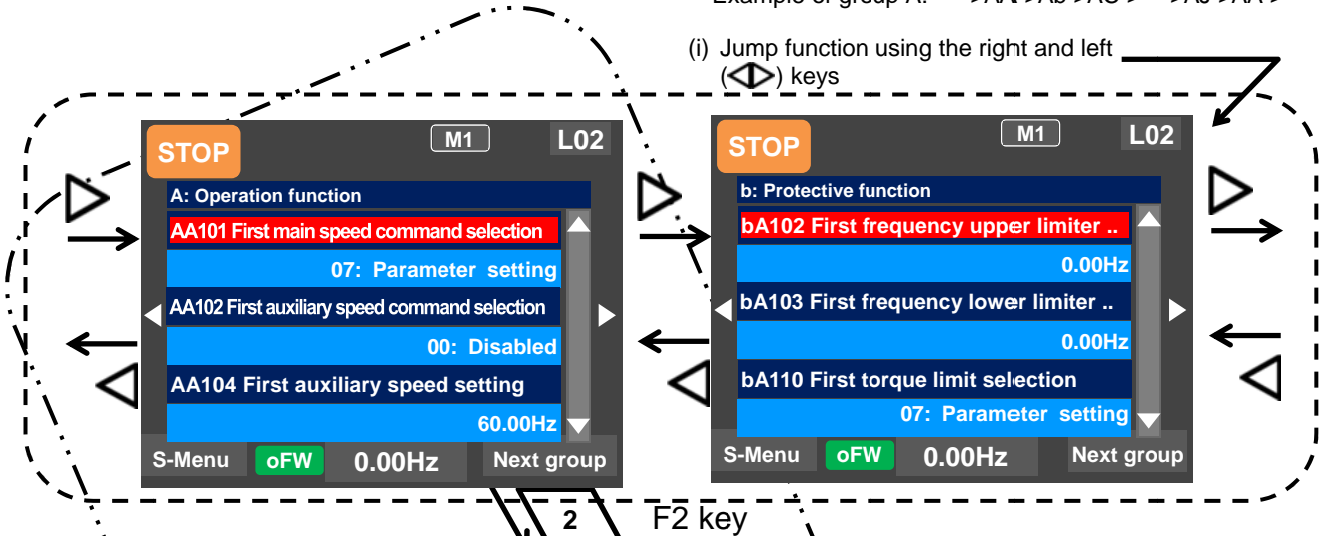 (i) Jump function using the right and left
(◁▷) keys
STOP M1 L02
A: Operation function
AA101 First main speed command selection
07: Parameter setting
AA102 First auxiliary speed command selection
00: Disabled
AA104 First auxiliary speed setting
60.00Hz
S-Menu oFW 0.00Hz Next group
STOP M1 L02
b: Protective function
bA102 First frequency upper limiter ..
0.00Hz
bA103 First frequency lower limiter ..
0.00Hz
bA110 First torque limit selection
07: Parameter setting
S-Menu oFW 0.00Hz Next group
2 F2 key